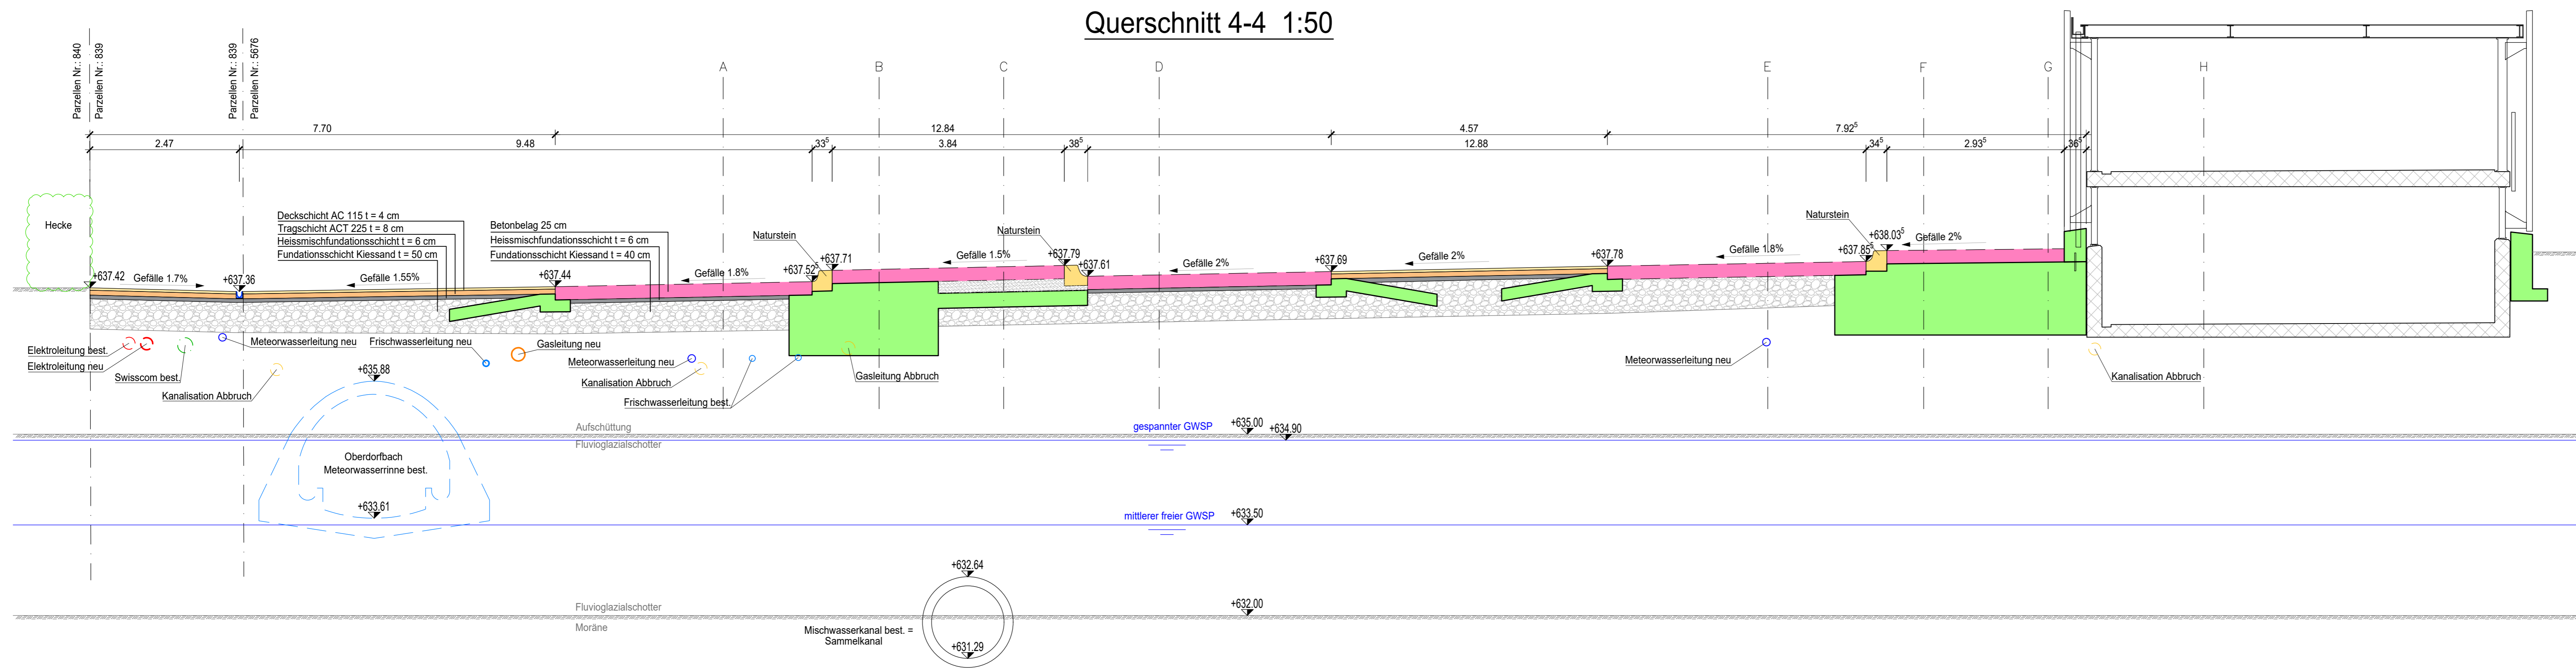 Querschnitt 4-4 1:50
Parzellen Nr.: 840
Parzellen Nr.: 839
Parzellen Nr.: 839
Parzellen Nr.: 5676
A
B
C
D
E
F
G
H
7.70
12.84
4.57
7.92⁵
2.47
9.48
33⁵
3.84
38⁵
12.88
34⁵
2.93⁵
36⁵
Hecke
Deckschicht AC 115 t = 4 cm
Tragschicht ACT 225 t = 8 cm
Heissmischfundationsschicht t = 6 cm
Fundationsschicht Kiessand t = 50 cm
Betonbelag 25 cm
Heissmischfundationsschicht t = 6 cm
Fundationsschicht Kiessand t = 40 cm
Naturstein
Naturstein
Naturstein
+637.42
Gefälle 1.7%
+637.36
Gefälle 1.55%
+637.44
Gefälle 1.8%
+637.52⁵
+637.71
Gefälle 1.5%
+637.79
+637.61
Gefälle 2%
+637.69
Gefälle 2%
+637.78
Gefälle 1.8%
+637.85⁵
+638.03⁵
Gefälle 2%
Elektroleitung best.
Elektroleitung neu
Swisscom best.
Kanalisation Abbruch
Meteorwasserleitung neu
Frischwasserleitung neu
Gasleitung neu
Meteorwasserleitung neu
Kanalisation Abbruch
Frischwasserleitung best.
Gasleitung Abbruch
Meteorwasserleitung neu
Kanalisation Abbruch
+635.88
Aufschüttung
Fluvioglazialschotter
gespannter GWSP
+635.00
+634.90
Oberdorfbach
Meteorwasserrinne best.
+633.61
mittlerer freier GWSP
+633.50
+632.64
Fluvioglazialschotter
Moräne
+632.00
Mischwasserkanal best. =
Sammelkanal
+631.29